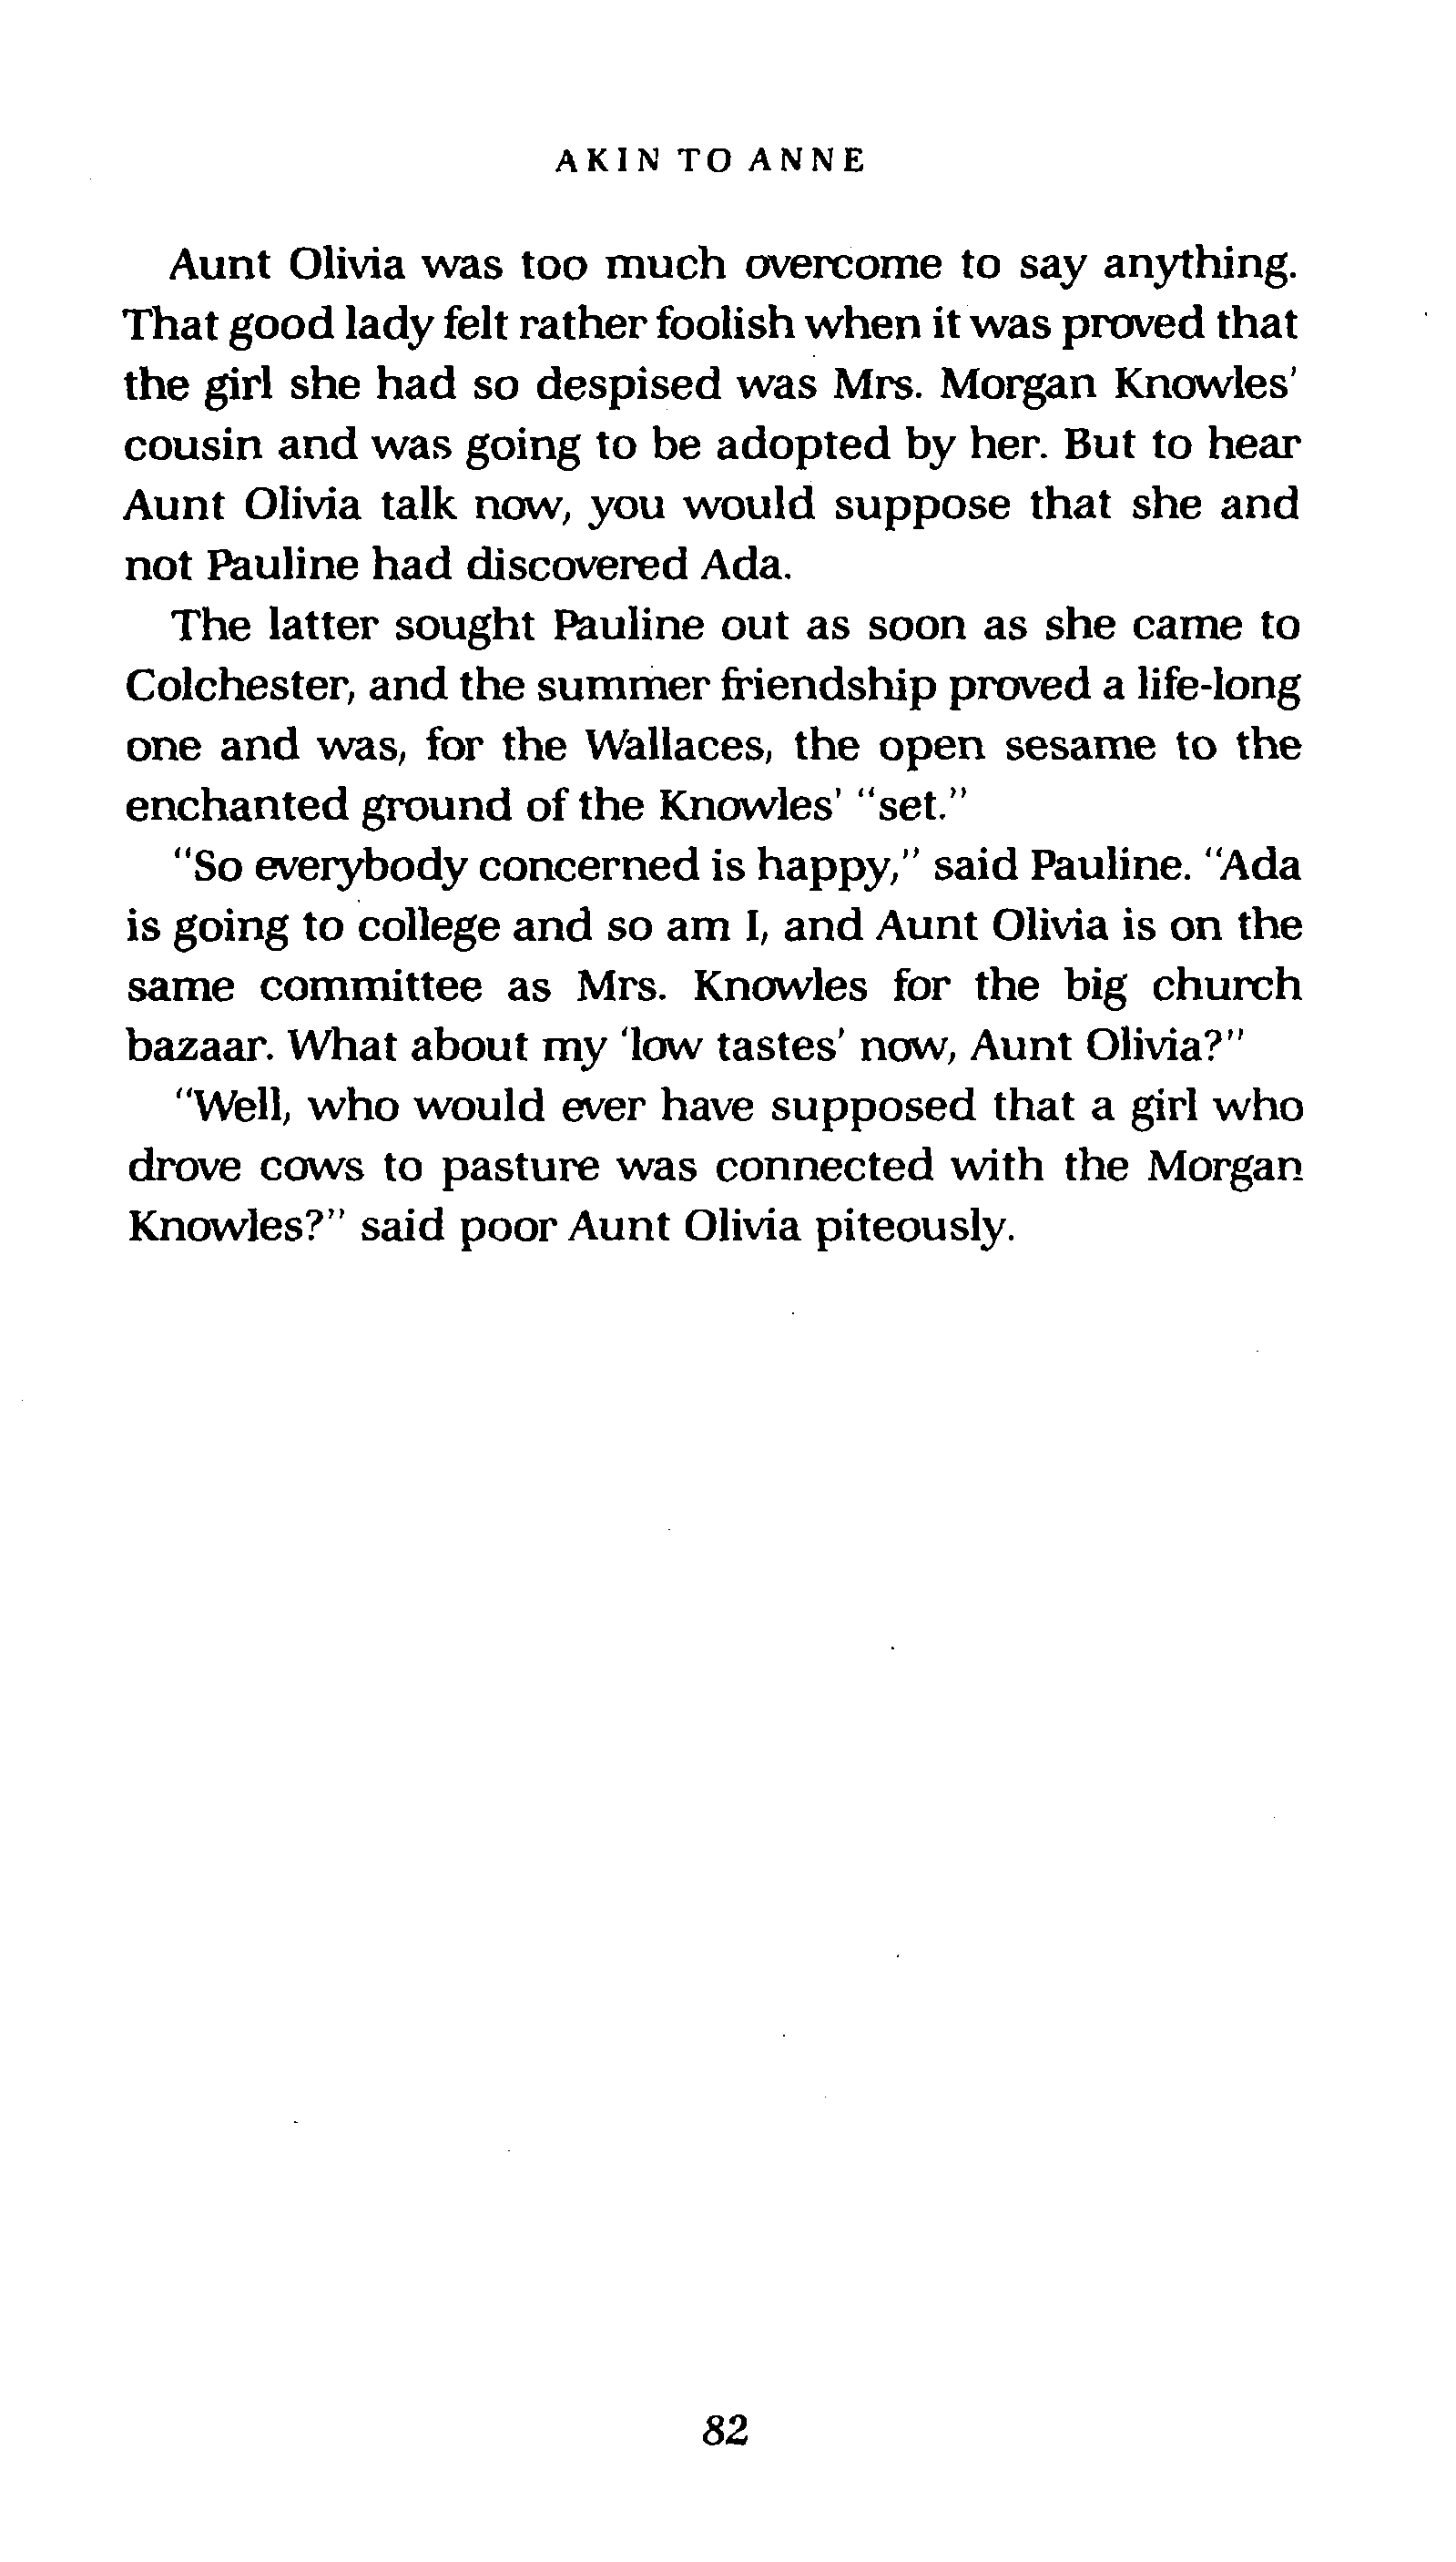 AKIN TO ANNE
Aunt Olivia was too much overcome to say anything.
That good lady felt rather foolish when it was proved that
the girl she had so despised was Mrs. Morgan Knowles'
cousin and was going to be adopted by her. But to hear
Aunt Olivia talk now, you would suppose that she and
not Pauline had discovered Ada.
The latter sought Pauline out as soon as she came to
Colchester, and the summer friendship proved a life-long
one and was, for the Wallaces, the open sesame to the
enchanted ground of the Knowles' "set."
"So everybody concerned is happy," said Pauline. "Ada
is going to college and so am I, and Aunt Olivia is on the
same committee as Mrs. Knowles for the big church
bazaar. What about my 'low tastes' now, Aunt Olivia?"
"Well, who would ever have supposed that a girl who
drove cows to pasture was connected with the Morgan
Knowles?" said poor Aunt Olivia piteously.
82